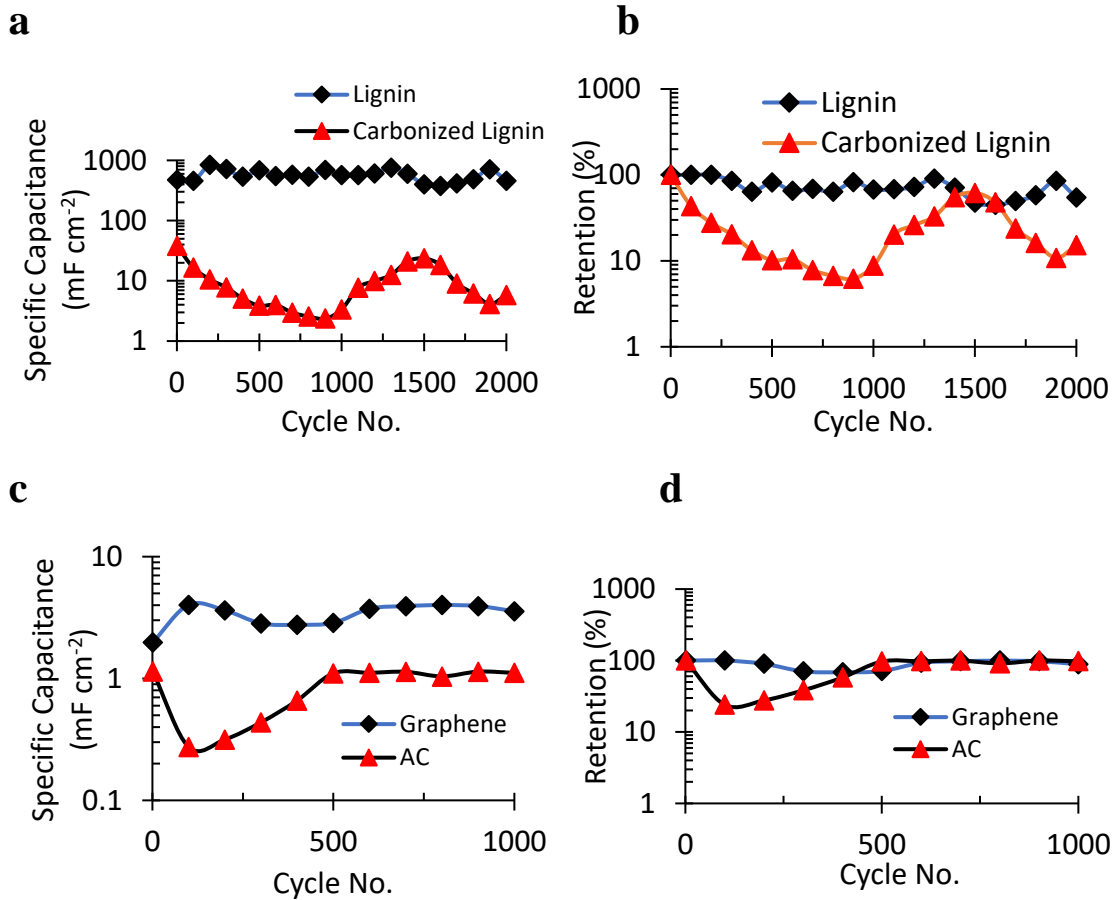 a
Lignin
Carbonized Lignin
Specific Capacitance
(mF cm⁻²)
1000
100
10
1
0 500 1000 1500 2000
Cycle No.
b
Lignin
Carbonized Lignin
Retention (%)
1000
100
10
1
0 500 1000 1500 2000
Cycle No.
c
Specific Capacitance
(mF cm⁻²)
10
1
0.1
Graphene
AC
0 500 1000
Cycle No.
d
Retention (%)
1000
100
10
1
Graphene
AC
0 500 1000
Cycle No.